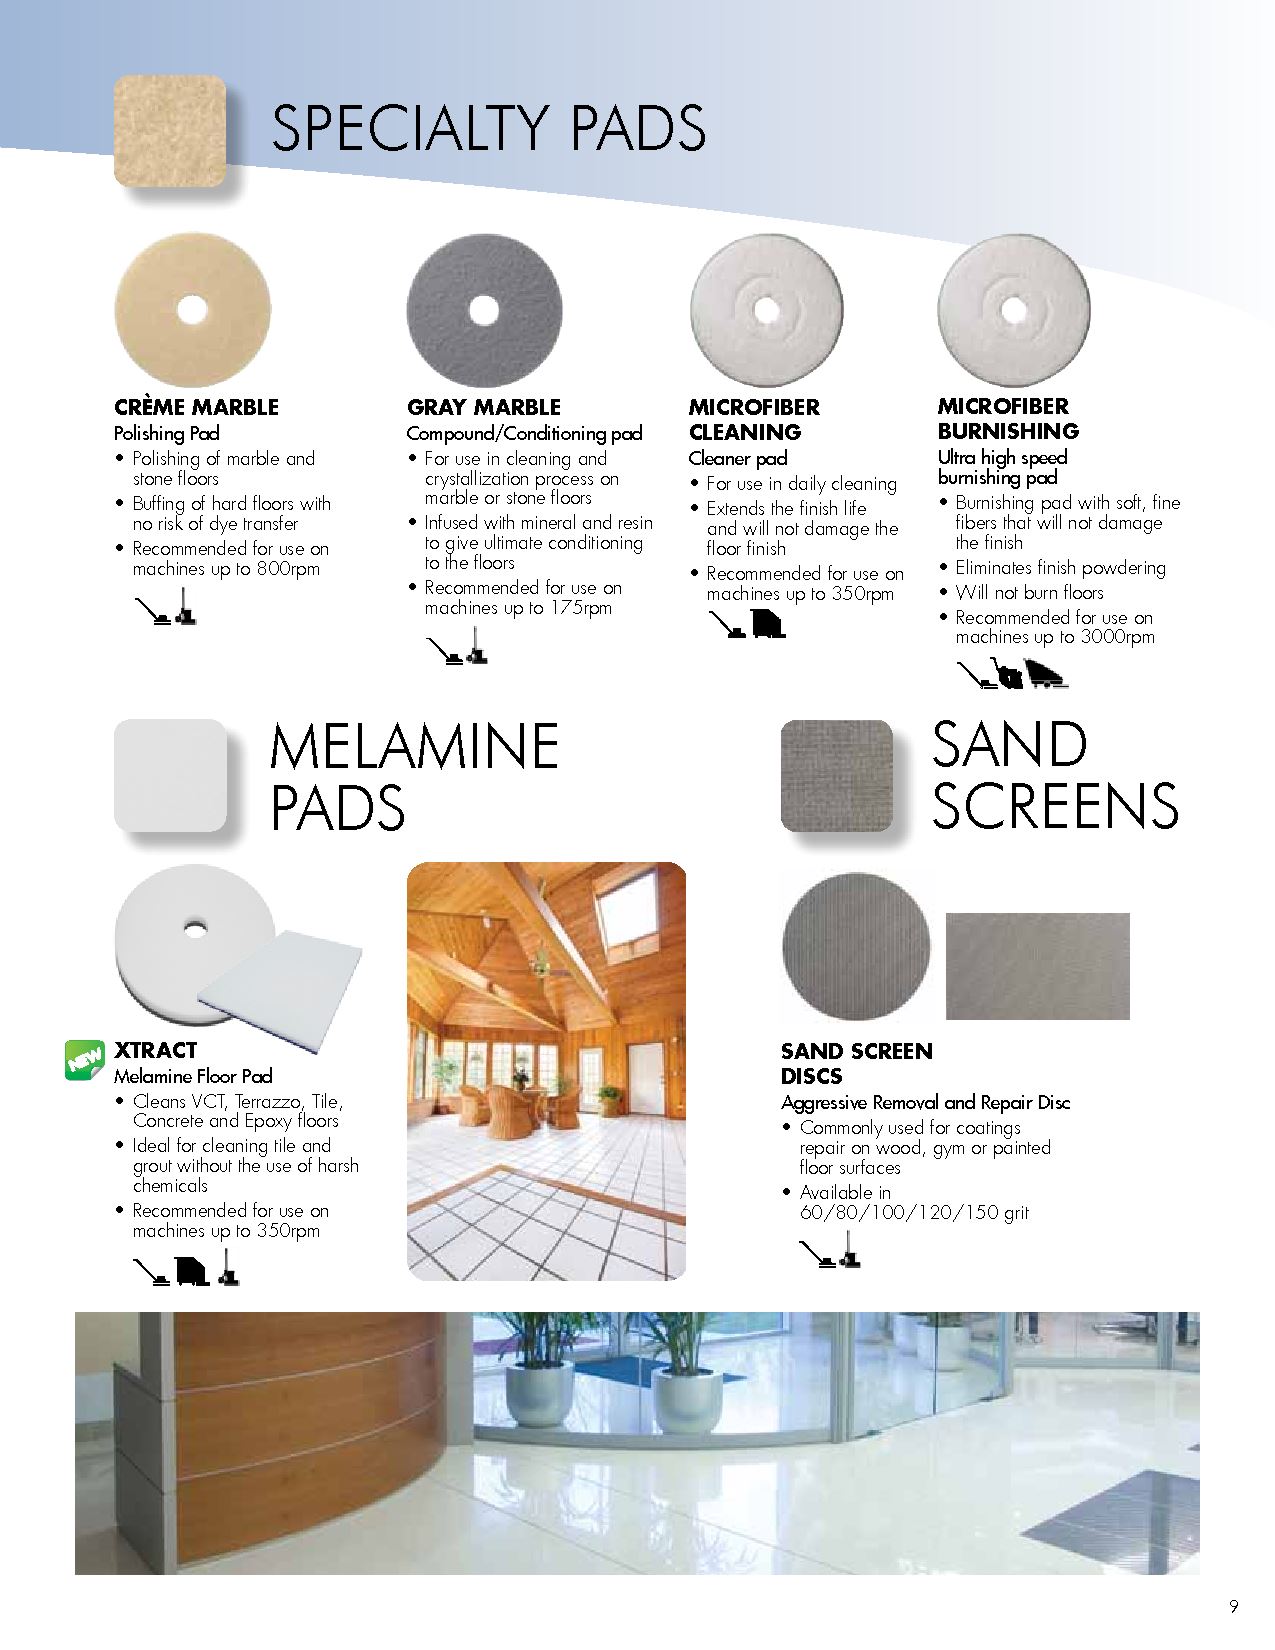 SPECIALTY PADS
CRÈME MARBLE
Polishing Pad
• Polishing of marble and
stone floors
• Buffing of hard floors with
no risk of dye transfer
• Recommended for use on
machines up to 800rpm
GRAY MARBLE
Compound/Conditioning pad
• For use in cleaning and
crystallization process on
marble or stone floors
• Infused with mineral and resin
to give ultimate conditioning
to the floors
• Recommended for use on
machines up to 175rpm
MICROFIBER
CLEANING
Cleaner pad
• For use in daily cleaning
• Extends the finish life
and will not damage the
floor finish
• Recommended for use on
machines up to 350rpm
MICROFIBER
BURNISHING
Ultra high speed
burnishing pad
• Burnishing pad with soft, fine
fibers that will not damage
the finish
• Eliminates finish powdering
• Will not burn floors
• Recommended for use on
machines up to 3000rpm
MELAMINE
PADS
NEW
XTRACT
Melamine Floor Pad
• Cleans VCT, Terrazzo, Tile,
Concrete and Epoxy floors
• Ideal for cleaning tile and
grout without the use of harsh
chemicals
• Recommended for use on
machines up to 350rpm
SAND
SCREENS
SAND SCREEN
DISCS
Aggressive Removal and Repair Disc
• Commonly used for coatings
repair on wood, gym or painted
floor surfaces
• Available in
60/80/100/120/150 grit
9